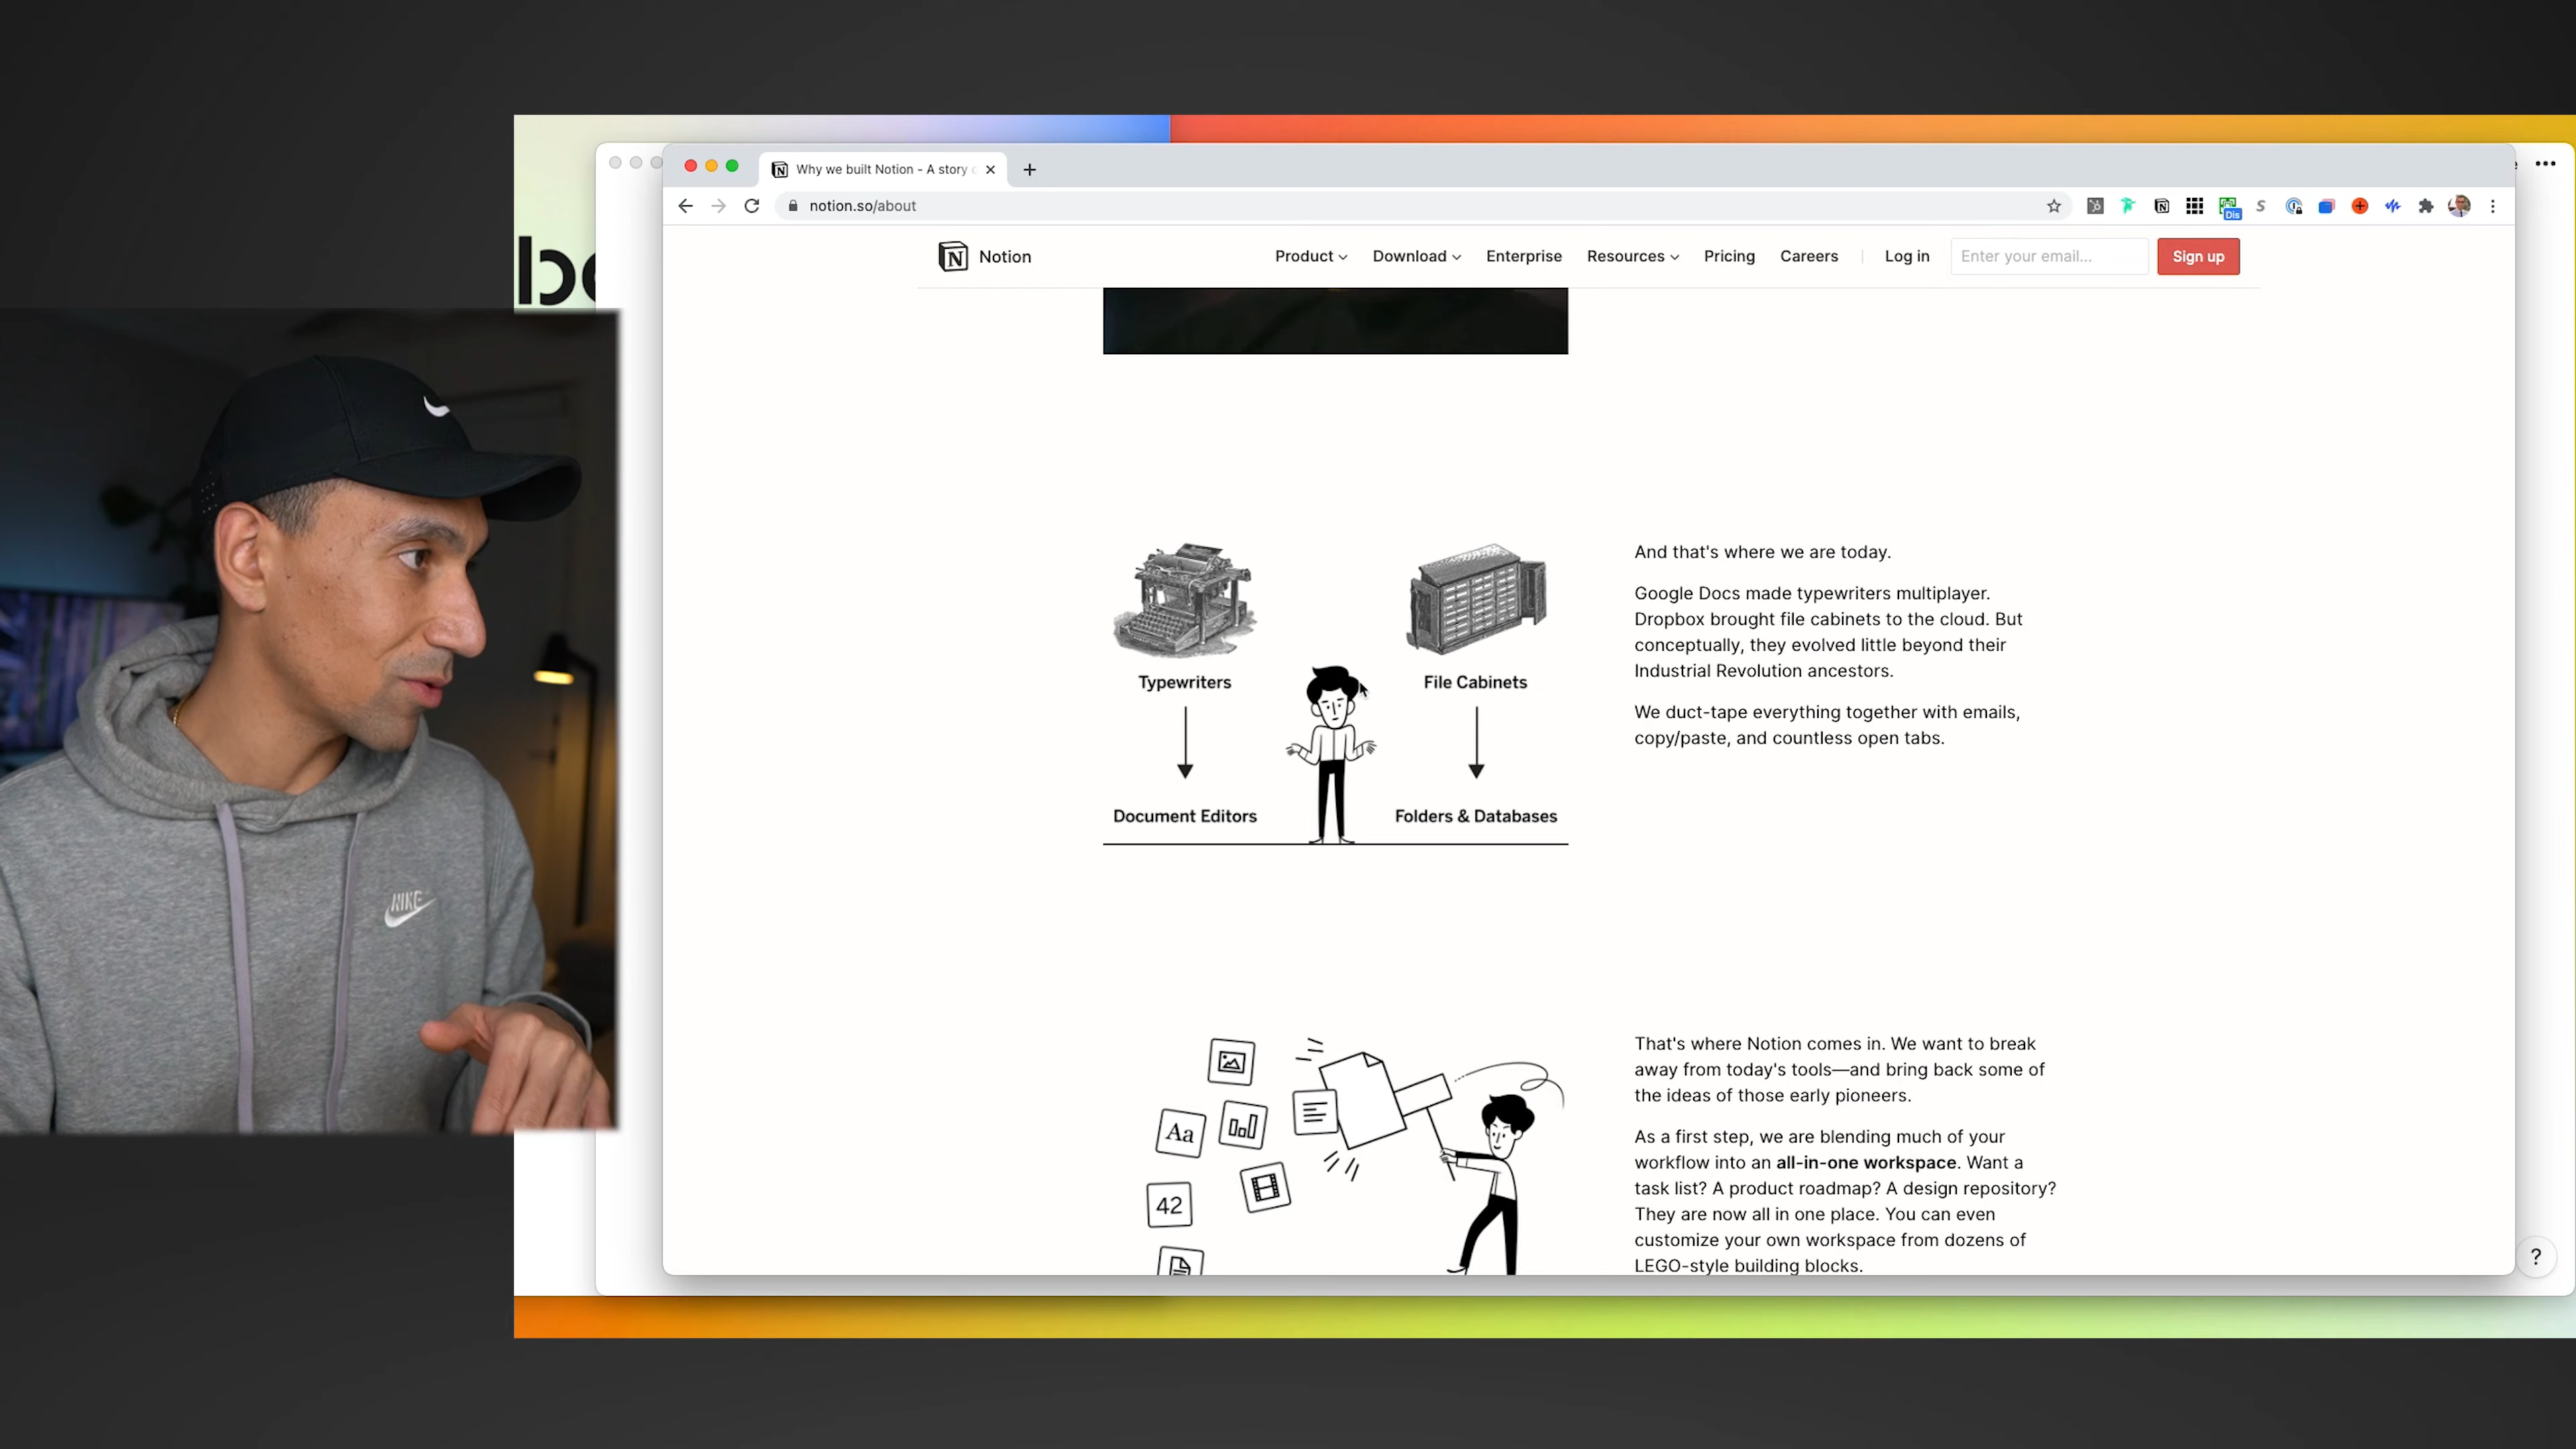 Why we built Notion - A story
notion.so/about
Dis
Notion
Product
Download
Enterprise
Resources
Pricing
Careers
Log in
Enter your email...
Sign up
Typewriters
File Cabinets
Document Editors
Folders & Databases
And that's where we are today.
Google Docs made typewriters multiplayer.
Dropbox brought file cabinets to the cloud. But
conceptually, they evolved little beyond their
Industrial Revolution ancestors.
We duct-tape everything together with emails,
copy/paste, and countless open tabs.
Aa
42
That's where Notion comes in. We want to break
away from today's tools—and bring back some of
the ideas of those early pioneers.
As a first step, we are blending much of your
workflow into an all-in-one workspace. Want a
task list? A product roadmap? A design repository?
They are now all in one place. You can even
customize your own workspace from dozens of
LEGO-style building blocks.
?
NIKE